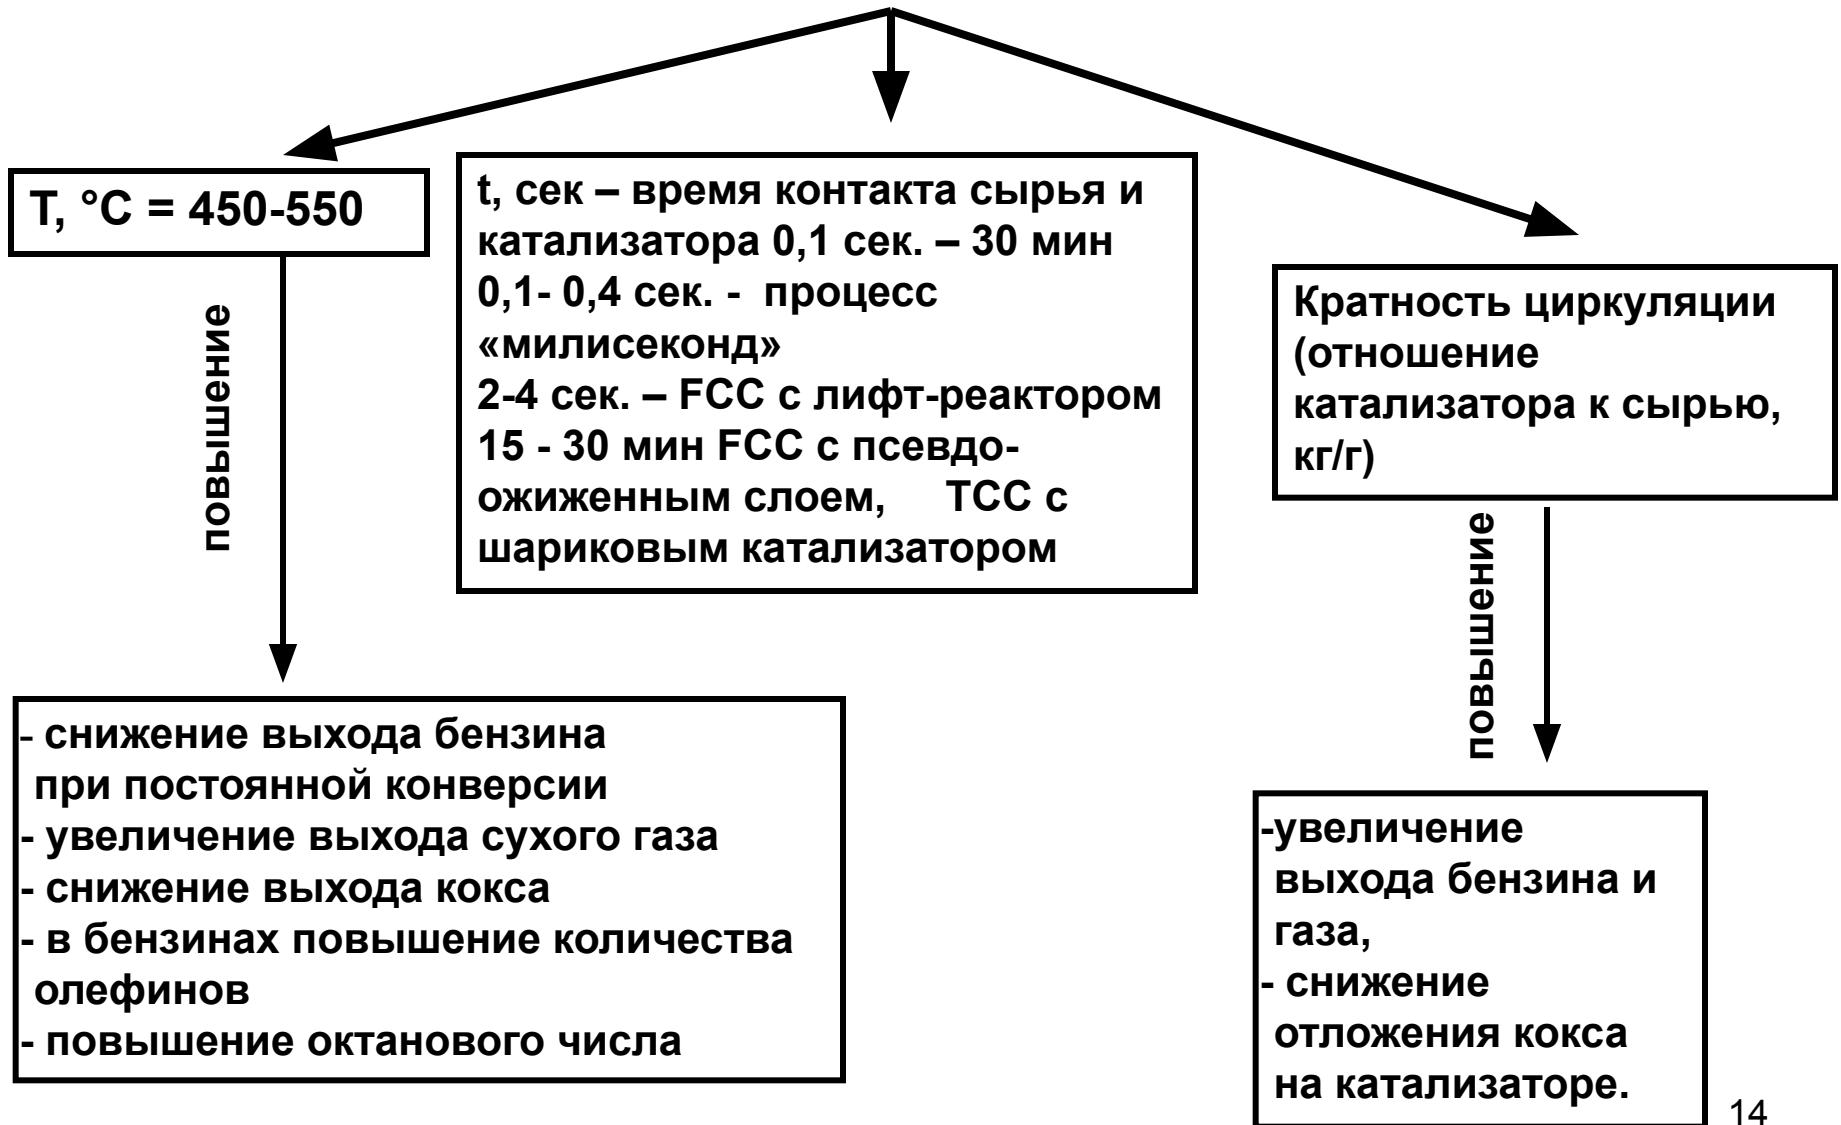 T, °C = 450-550
повышение
- снижение выхода бензина
при постоянной конверсии
- увеличение выхода сухого газа
- снижение выхода кокса
- в бензинах повышение количества
олефинов
- повышение октанового числа
t, сек – время контакта сырья и
катализатора 0,1 сек. – 30 мин
0,1- 0,4 сек. - процесс
«милисеконд»
2-4 сек. – FCC с лифт-реактором
15 - 30 мин FCC с псевдо-
ожиженным слоем, ТСС с
шариковым катализатором
Кратность циркуляции
(отношение
катализатора к сырью,
кг/г)
повышение
-увеличение
выхода бензина и
газа,
- снижение
отложения кокса
на катализаторе.
14